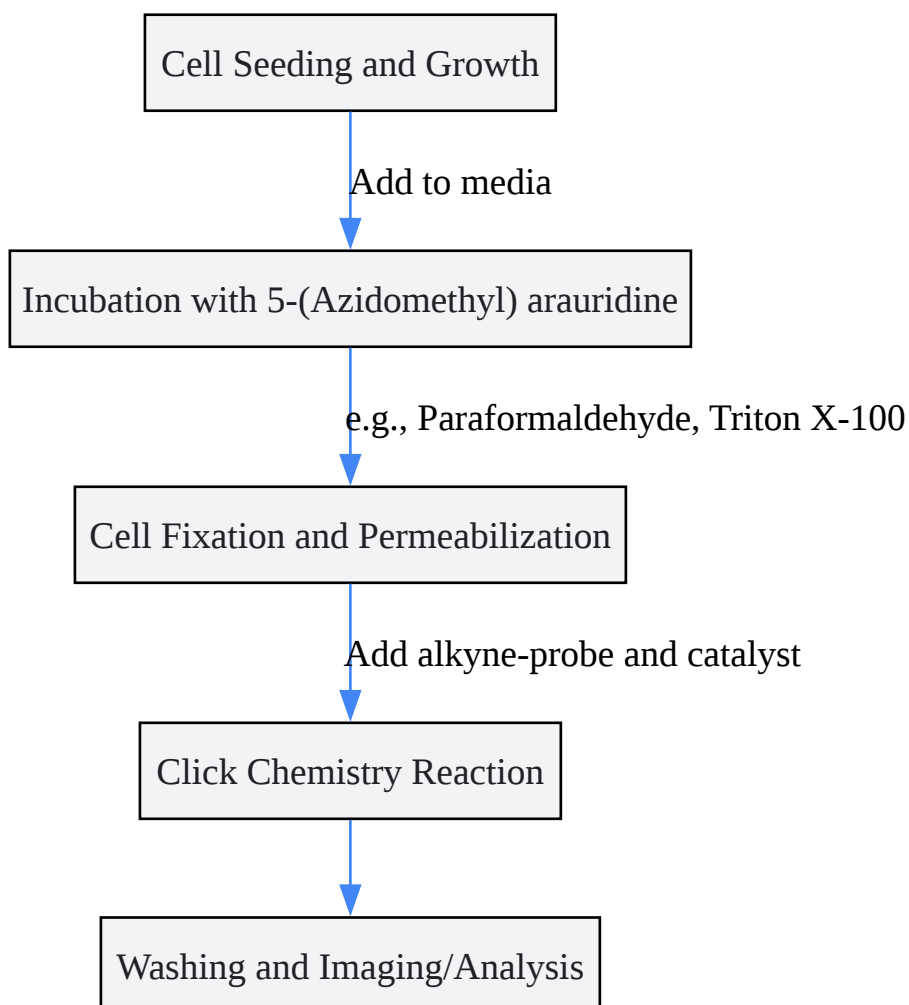 Cell Seeding and Growth
Add to media
Incubation with 5-(Azidomethyl) arauridine
e.g., Paraformaldehyde, Triton X-100
Cell Fixation and Permeabilization
Add alkyne-probe and catalyst
Click Chemistry Reaction
Washing and Imaging/Analysis